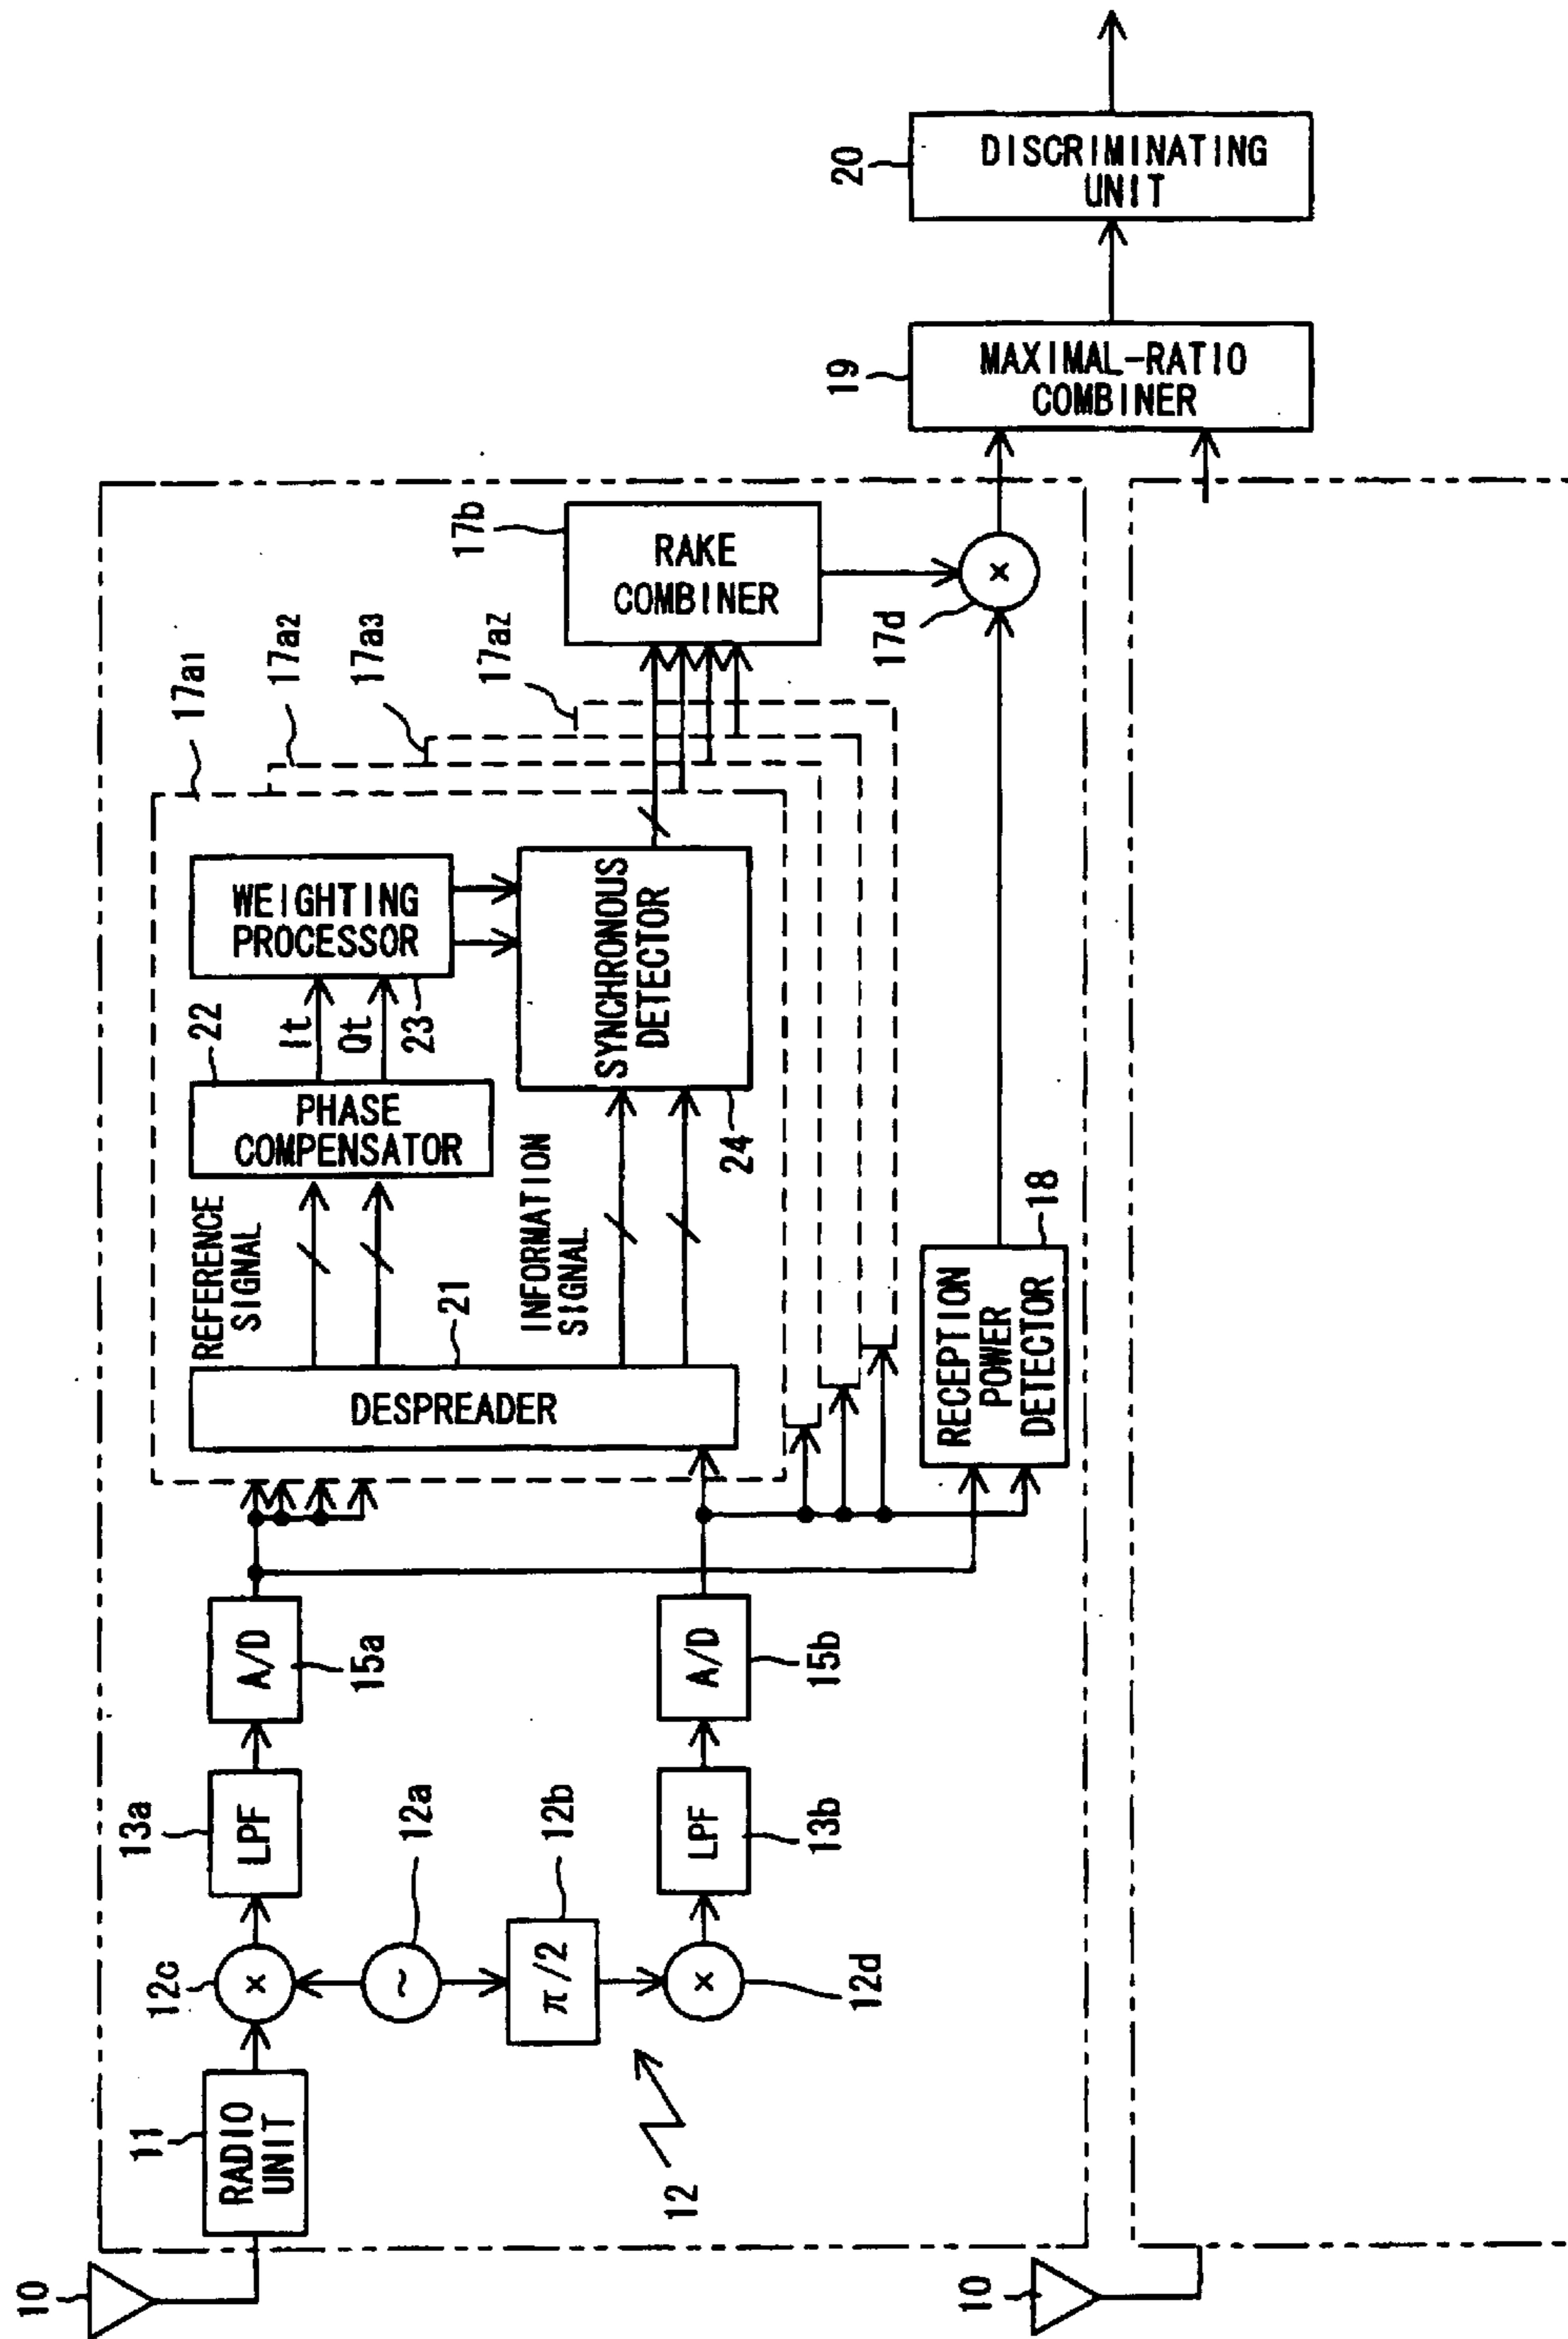 10
11
RADIO
UNIT
12c
×
12a
~
12b
π/2
12
12d
×
13a
LPF
13b
LPF
15a
A/D
15b
A/D
17a1
17a2
17a3
17aZ
REFERENCE
SIGNAL
21
DESPREADER
INFORMATION
SIGNAL
22
PHASE
COMPENSATOR
It
Qt
23
WEIGHTING
PROCESSOR
24
SYNCHRONOUS
DETECTOR
17b
RAKE
COMBINER
17d
×
18
RECEPTION
POWER
DETECTOR
19
MAXIMAL-RATIO
COMBINER
20
DISCRIMINATING
UNIT
10